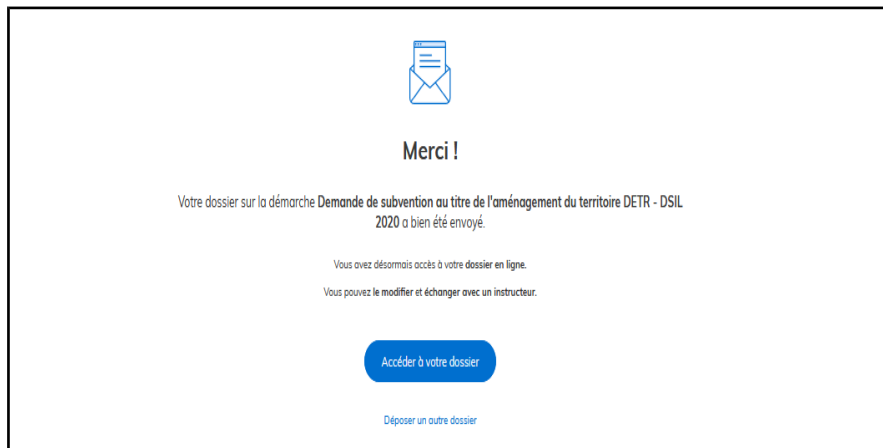 Merci !
Votre dossier sur la démarche Demande de subvention au titre de l'aménagement du territoire DETR - DSIL
2020 a bien été envoyé.
Vous avez désormais accès à votre dossier en ligne.
Vous pouvez le modifier et échanger avec un instructeur.
Accéder à votre dossier
Déposer un autre dossier